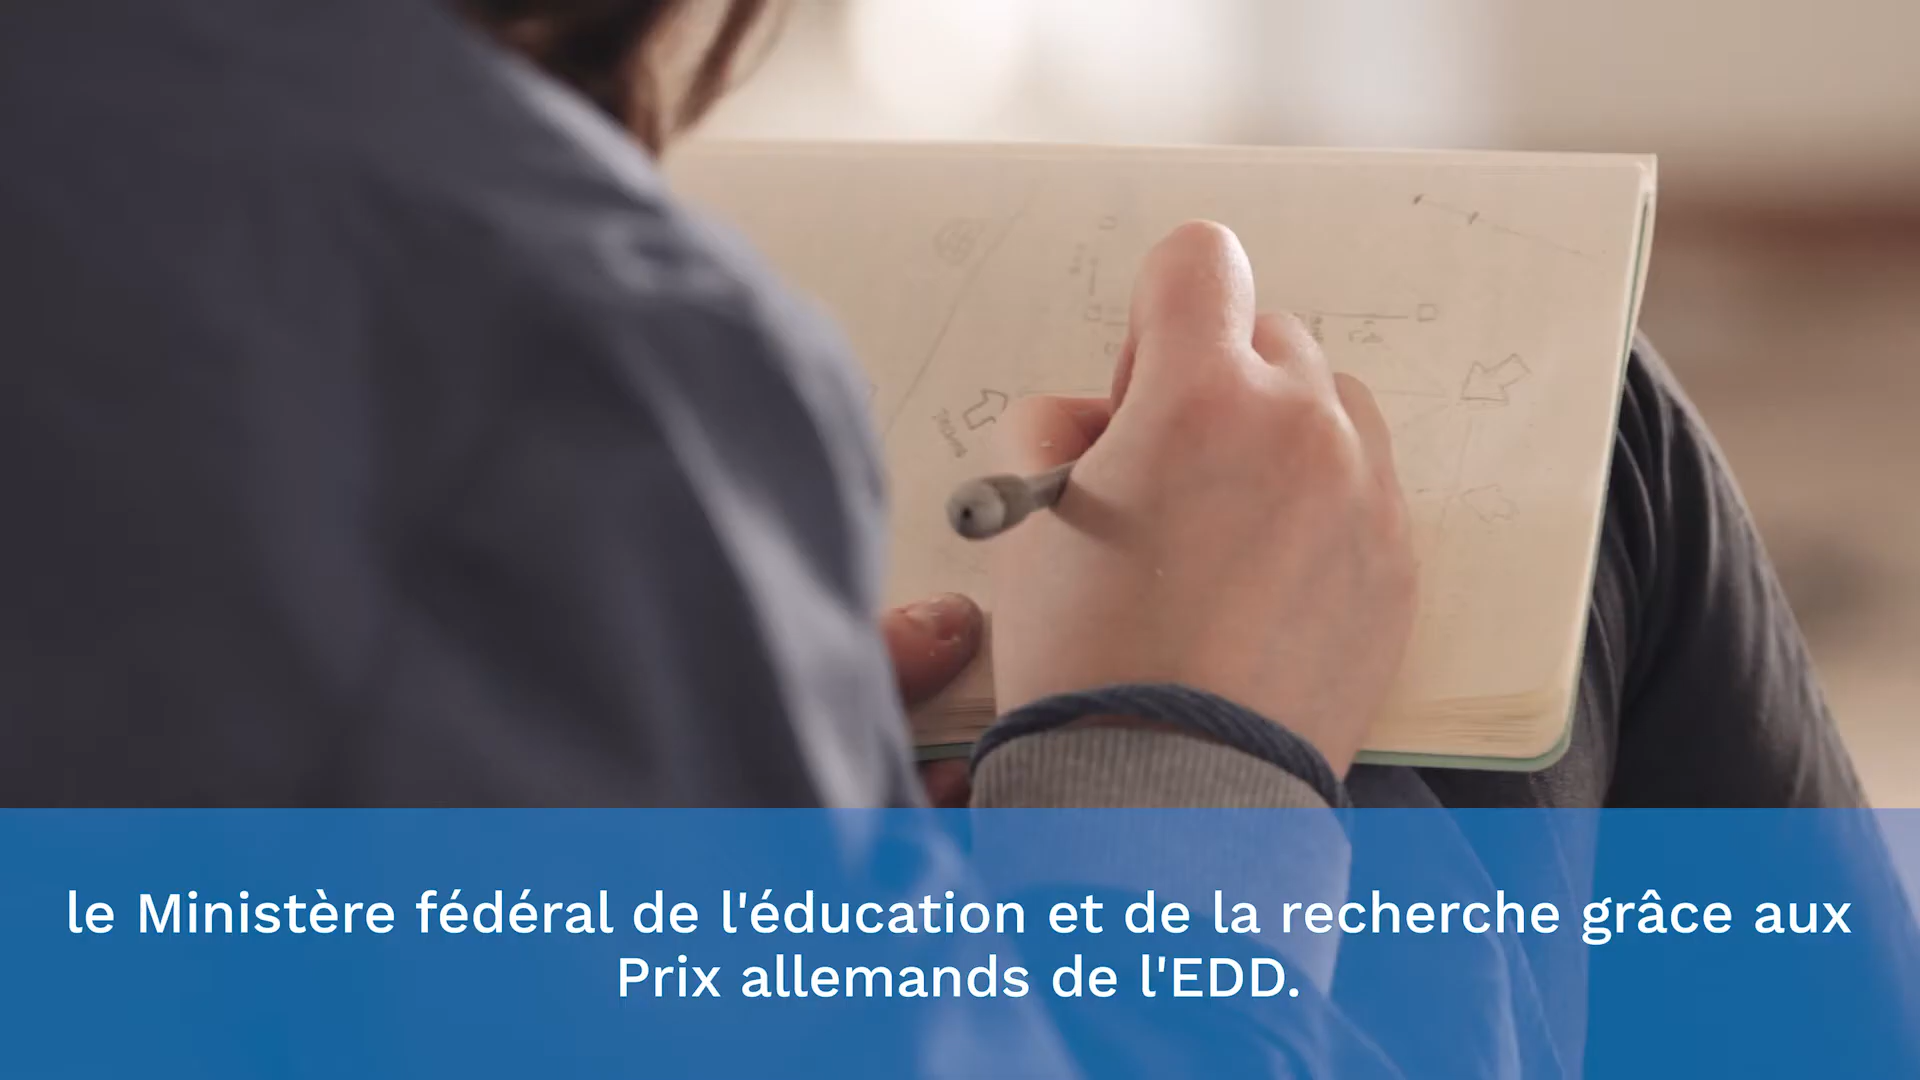 le Ministère fédéral de l'éducation et de la recherche grâce aux
Prix allemands de l'EDD.